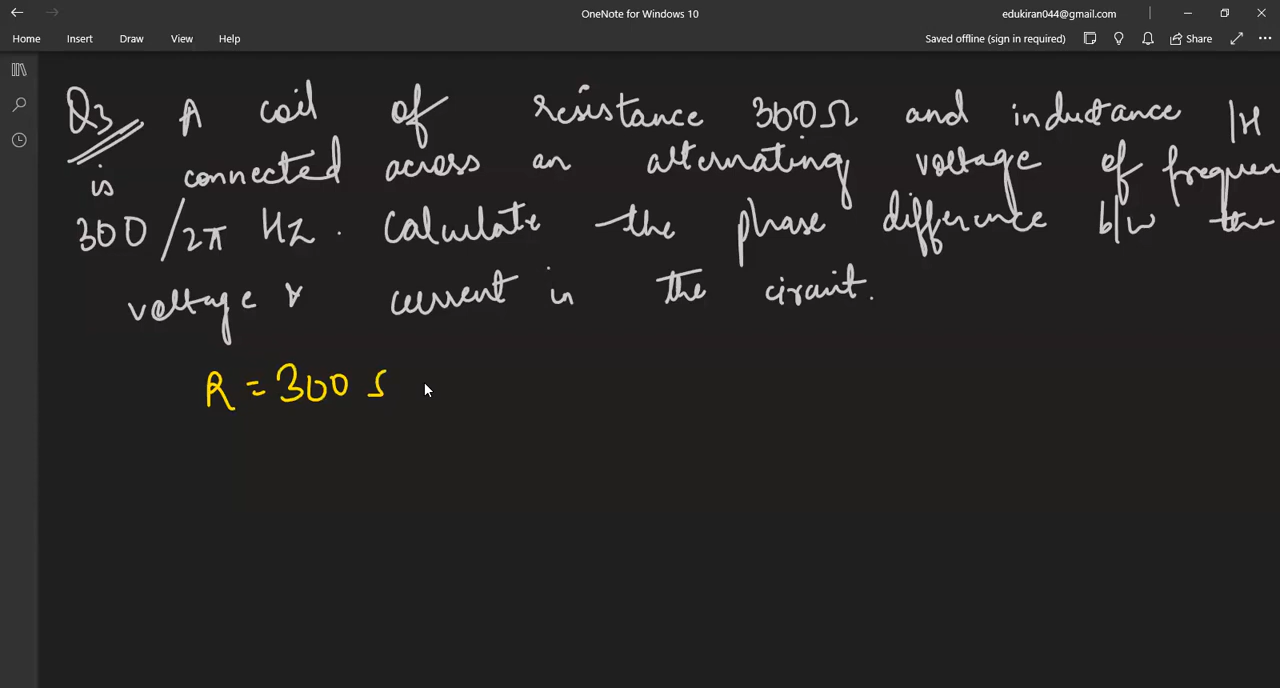 OneNote for Windows 10
edukiran044@gmail.com
Home Insert Draw View Help
Saved offline (sign in required)
Share
Q3 A coil of resistance 300Ω and inductance 1H
is connected across an alternating voltage of frequen
300/2π Hz. Calculate the phase difference b/w the
voltage & current in the circuit.
R = 300